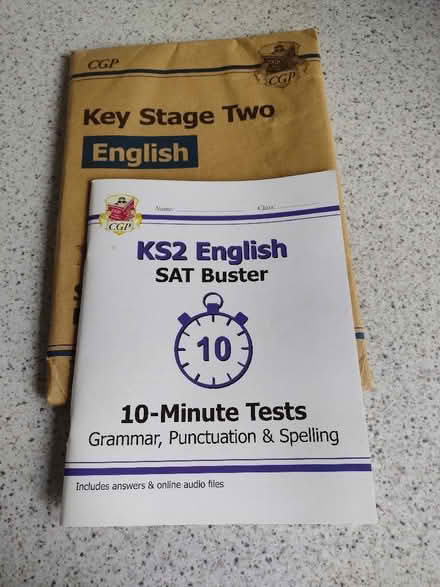 CGP
CGP
Key Stage Two
English
Name:
Class:
CGP
KS2 English
SAT Buster
10
10-Minute Tests
Grammar, Punctuation & Spelling
Includes answers & online audio files